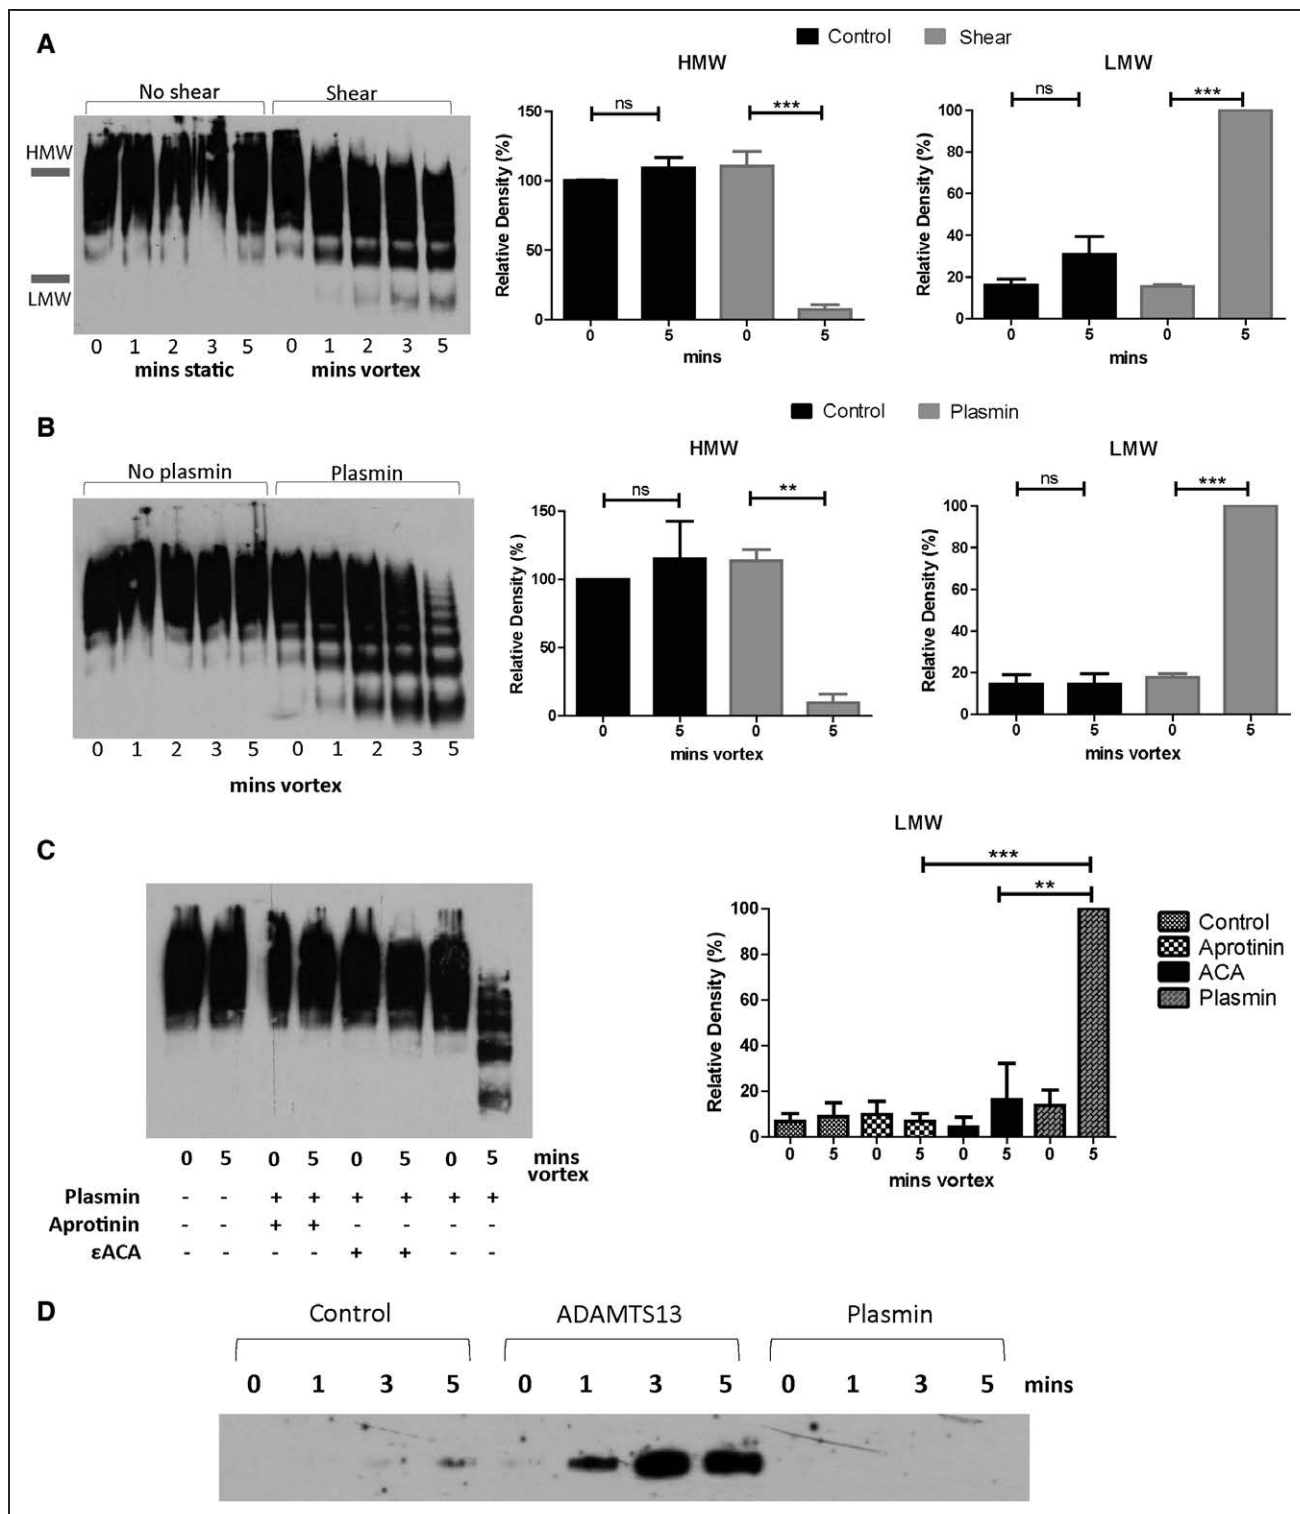 A
Control Shear
No shear Shear
HMW
LMW
0 1 2 3 5 0 1 2 3 5
mins static mins vortex
HMW
ns ***
Relative Density (%)
150
100
50
0
0 5 0 5
mins
LMW
ns ***
Relative Density (%)
100
80
60
40
20
0
0 5 0 5
mins
B
Control Plasmin
No plasmin Plasmin
0 1 2 3 5 0 1 2 3 5
mins vortex
HMW
ns **
Relative Density (%)
150
100
50
0
0 5 0 5
mins vortex
LMW
ns ***
Relative Density (%)
100
80
60
40
20
0
0 5 0 5
mins vortex
C
0 5 0 5 0 5 0 5 mins
vortex
Plasmin - - + + + + + +
Aprotinin - - + + - - - -
εACA - - - - + + - -
LMW
***
**
Relative Density (%)
100
80
60
40
20
0
0 5 0 5 0 5 0 5
mins vortex
Control
Aprotinin
ACA
Plasmin
D
Control ADAMTS13 Plasmin
0 1 3 5 0 1 3 5 0 1 3 5 mins